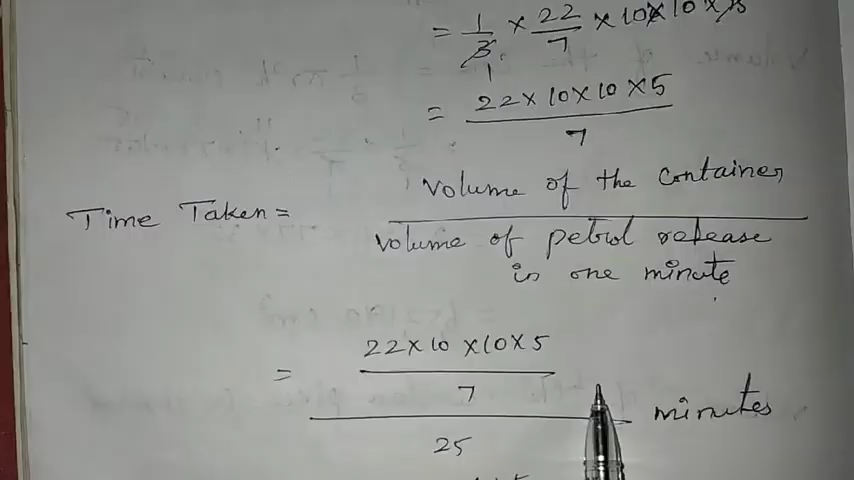 = 1/3 × 22/7 × 10 × 10 × 15
1
= 22 × 10 × 10 × 5
7
Volume of the container
Time Taken =
volume of petrol release
in one minute
22 × 10 × 10 × 5
=
7
minutes
25